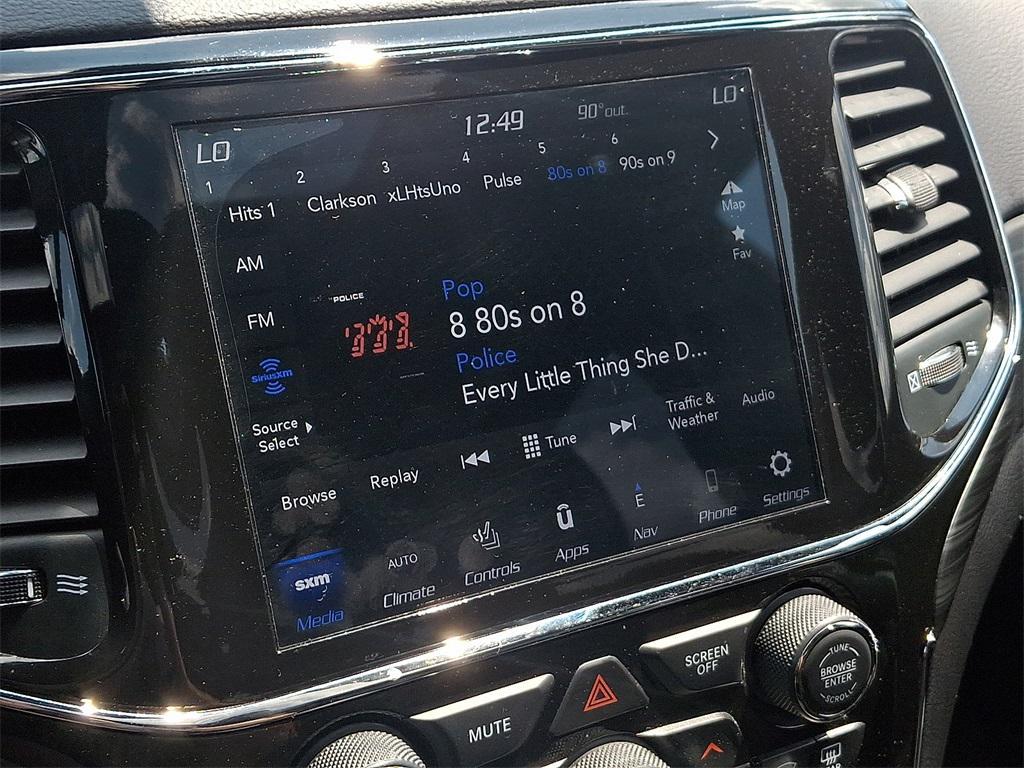 LO 12:49 90° out. LO
1 2 3 4 5 6
Hits 1 Clarkson xLHtsUno Pulse 80s on 8 90s on 9
Map
Fav
AM
FM
SiriusXM
Source
Select
POLICE
Pop
8 80s on 8
Police
Every Little Thing She D...
Browse Replay Tune Traffic &
Weather Audio
sxm
Media
AUTO
Climate
Controls
û
Apps
E
Nav
Phone
Settings
MUTE
SCREEN
OFF
TUNE
BROWSE
ENTER
SCROLL